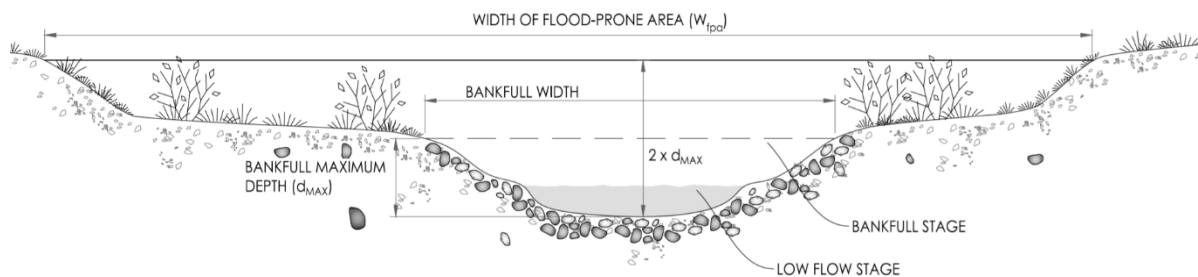 WIDTH OF FLOOD-PRONE AREA (Wfpa)
BANKFULL WIDTH
BANKFULL MAXIMUM
DEPTH (dMAX)
2 x dMAX
BANKFULL STAGE
LOW FLOW STAGE